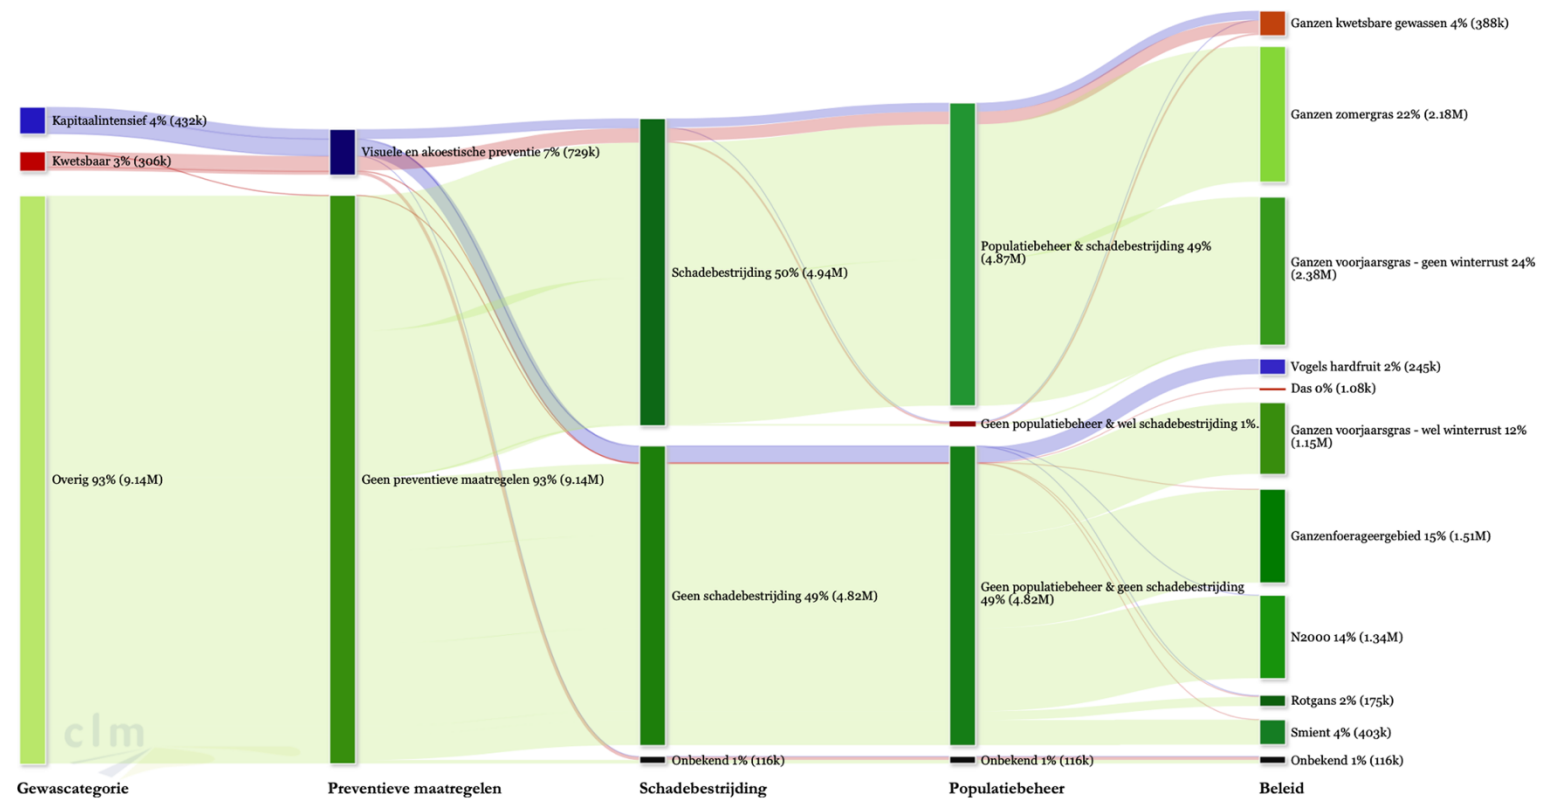 Kapitaalintensief 4% (432k)
Kwetsbaar 3% (306k)
Overig 93% (9.14M)
clm
Gewascategorie
Visuele en akoestische preventie 7% (729k)
Geen preventieve maatregelen 93% (9.14M)
Preventieve maatregelen
Schadebestrijding 50% (4.94M)
Geen schadebestrijding 49% (4.82M)
Onbekend 1% (116k)
Schadebestrijding
Populatiebeheer & schadebestrijding 49%
(4.87M)
Geen populatiebeheer & wel schadebestrijding 1%.
Geen populatiebeheer & geen schadebestrijding
49% (4.82M)
Onbekend 1% (116k)
Populatiebeheer
Ganzen kwetsbare gewassen 4% (388k)
Ganzen zomergras 22% (2.18M)
Ganzen voorjaarsgras - geen winterrust 24%
(2.38M)
Vogels hardfruit 2% (245k)
Das 0% (1.08k)
Ganzen voorjaarsgras - wel winterrust 12%
(1.15M)
Ganzenfoerageergebied 15% (1.51M)
N2000 14% (1.34M)
Rotgans 2% (175k)
Smient 4% (403k)
Onbekend 1% (116k)
Beleid